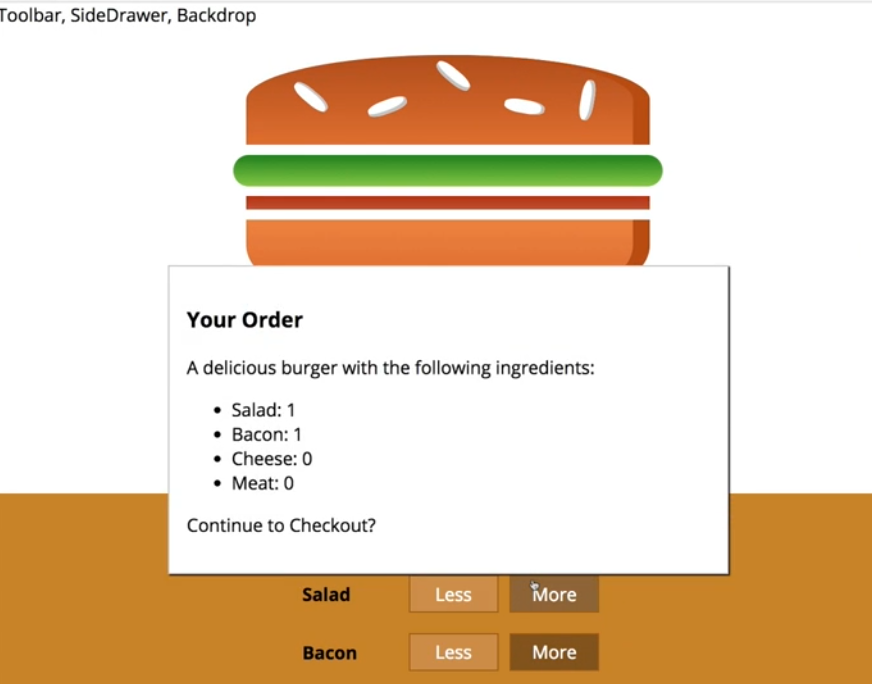 Toolbar, SideDrawer, Backdrop
Your Order
A delicious burger with the following ingredients:
• Salad: 1
• Bacon: 1
• Cheese: 0
• Meat: 0
Continue to Checkout?
Salad Less More
Bacon Less More